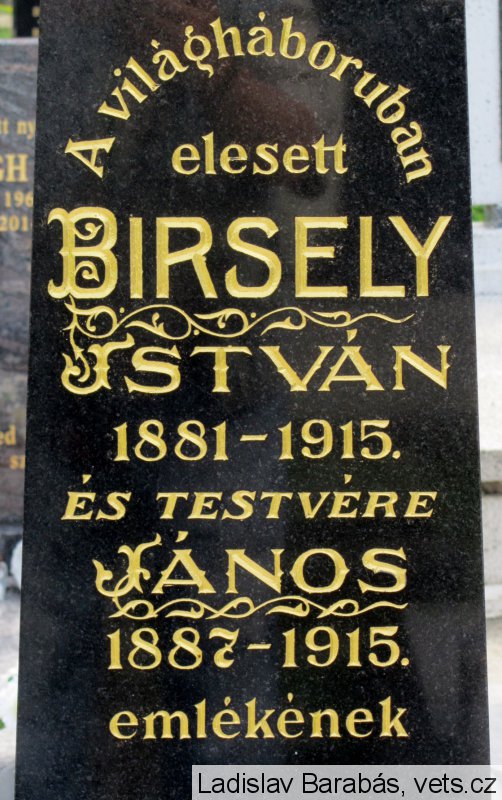 A világháboruban
elesett
BIRSELY
ISTVÁN
1881-1915.
ÉS TESTVÉRE
JÁNOS
1887-1915.
emlékének
Ladislav Barabás, vets.cz